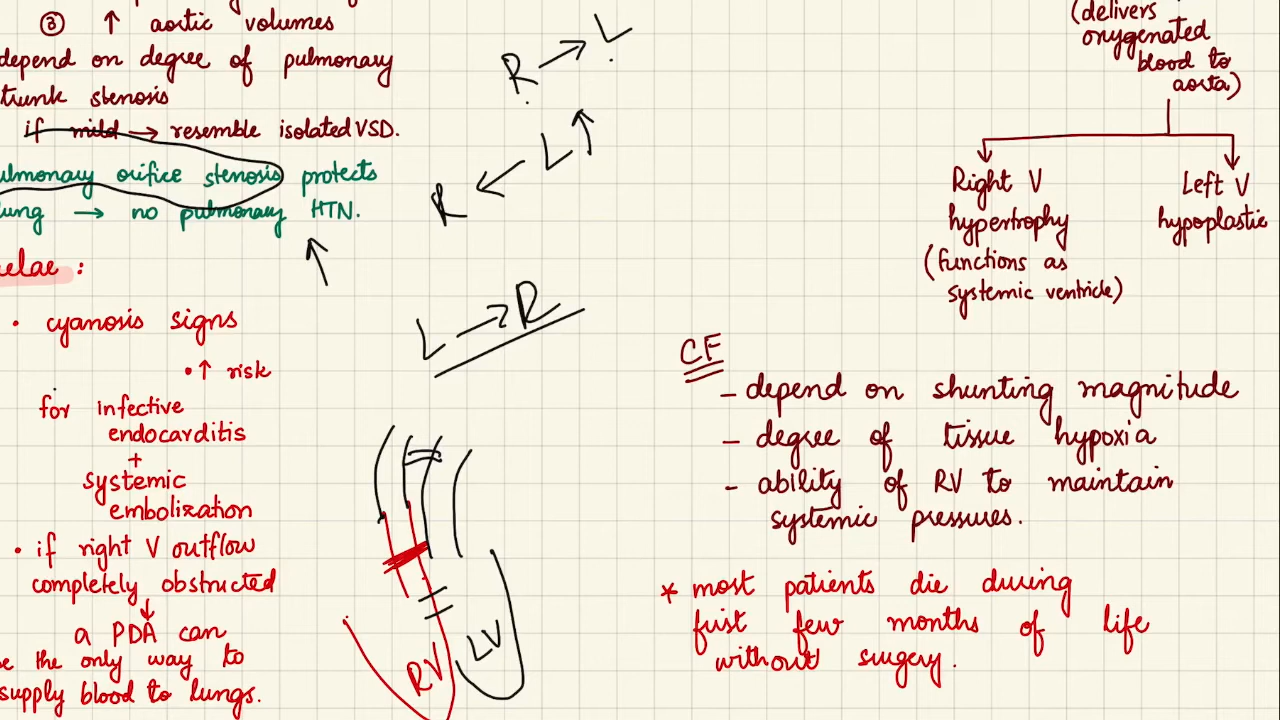 ③ ↑ aortic volumes
depend on degree of pulmonary
trunk stenosis
if mild → resemble isolated VSD.
ulmonary orifice stenosis protects
lung → no pulmonary HTN.
elae :
• cyanosis signs
• ↑ risk
for infective
endocarditis
+
systemic
embolization
• if right V outflow
completely obstructed
↓
a PDA can
be the only way to
supply blood to lungs.
R → L
R ← L ↑
L → R
RV
LV
(delivers
oxygenated
blood to
aorta)
Right V
hypertrophy
(functions as
systemic ventricle)
Left V
hypoplastic
CF
- depend on shunting magnitude
- degree of tissue hypoxia
- ability of RV to maintain
systemic pressures.
* most patients die during
first few months of life
without sugery.